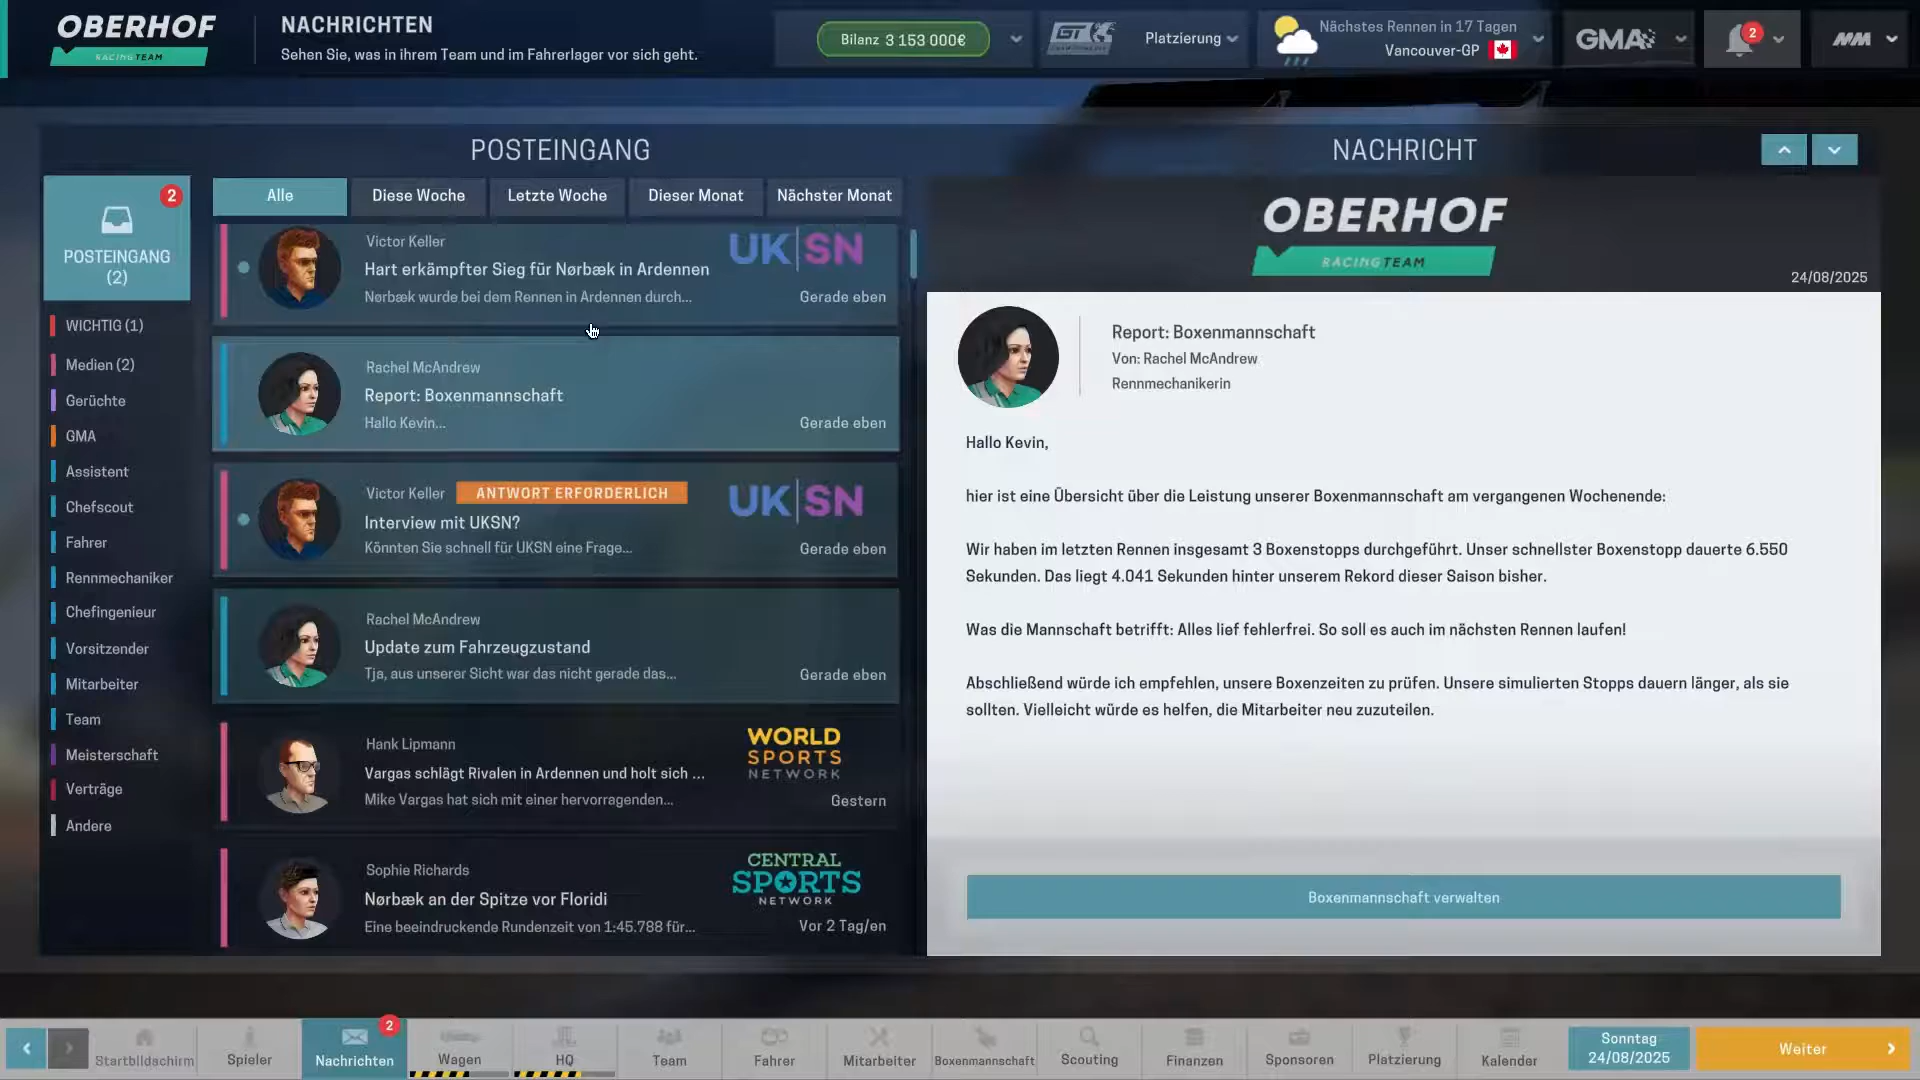 OBERHOF
RACINGTEAM
NACHRICHTEN
Sehen Sie, was in ihrem Team und im Fahrerlager vor sich geht.
Bilanz 3 153 000€
GT
Platzierung
Nächstes Rennen in 17 Tagen
Vancouver-GP
GMA
2
MM
POSTEINGANG
NACHRICHT
2
POSTEINGANG
(2)
WICHTIG (1)
Medien (2)
Gerüchte
GMA
Assistent
Chefscout
Fahrer
Rennmechaniker
Chefingenieur
Vorsitzender
Mitarbeiter
Team
Meisterschaft
Verträge
Andere
Alle
Diese Woche
Letzte Woche
Dieser Monat
Nächster Monat
Victor Keller
UK|SN
Hart erkämpfter Sieg für Nørbæk in Ardennen
Nørbæk wurde bei dem Rennen in Ardennen durch...
Gerade eben
Rachel McAndrew
Report: Boxenmannschaft
Hallo Kevin...
Gerade eben
Victor Keller
ANTWORT ERFORDERLICH
UK|SN
Interview mit UKSN?
Könnten Sie schnell für UKSN eine Frage...
Gerade eben
Rachel McAndrew
Update zum Fahrzeugzustand
Tja, aus unserer Sicht war das nicht gerade das...
Gerade eben
Hank Lipmann
WORLD
SPORTS
NETWORK
Vargas schlägt Rivalen in Ardennen und holt sich ...
Mike Vargas hat sich mit einer hervorragenden...
Gestern
Sophie Richards
CENTRAL
SPORTS
NETWORK
Nørbæk an der Spitze vor Floridi
Eine beeindruckende Rundenzeit von 1:45.788 für...
Vor 2 Tag/en
OBERHOF
RACINGTEAM
24/08/2025
Report: Boxenmannschaft
Von: Rachel McAndrew
Rennmechanikerin
Hallo Kevin,
hier ist eine Übersicht über die Leistung unserer Boxenmannschaft am vergangenen Wochenende:
Wir haben im letzten Rennen insgesamt 3 Boxenstopps durchgeführt. Unser schnellster Boxenstopp dauerte 6.550
Sekunden. Das liegt 4.041 Sekunden hinter unserem Rekord dieser Saison bisher.
Was die Mannschaft betrifft: Alles lief fehlerfrei. So soll es auch im nächsten Rennen laufen!
Abschließend würde ich empfehlen, unsere Boxenzeiten zu prüfen. Unsere simulierten Stopps dauern länger, als sie
sollten. Vielleicht würde es helfen, die Mitarbeiter neu zuzuteilen.
Boxenmannschaft verwalten
Startbildschirm
Spieler
Nachrichten
2
Wagen
HQ
Team
Fahrer
Mitarbeiter
Boxenmannschaft
Scouting
Finanzen
Sponsoren
Platzierung
Kalender
Sonntag
24/08/2025
Weiter